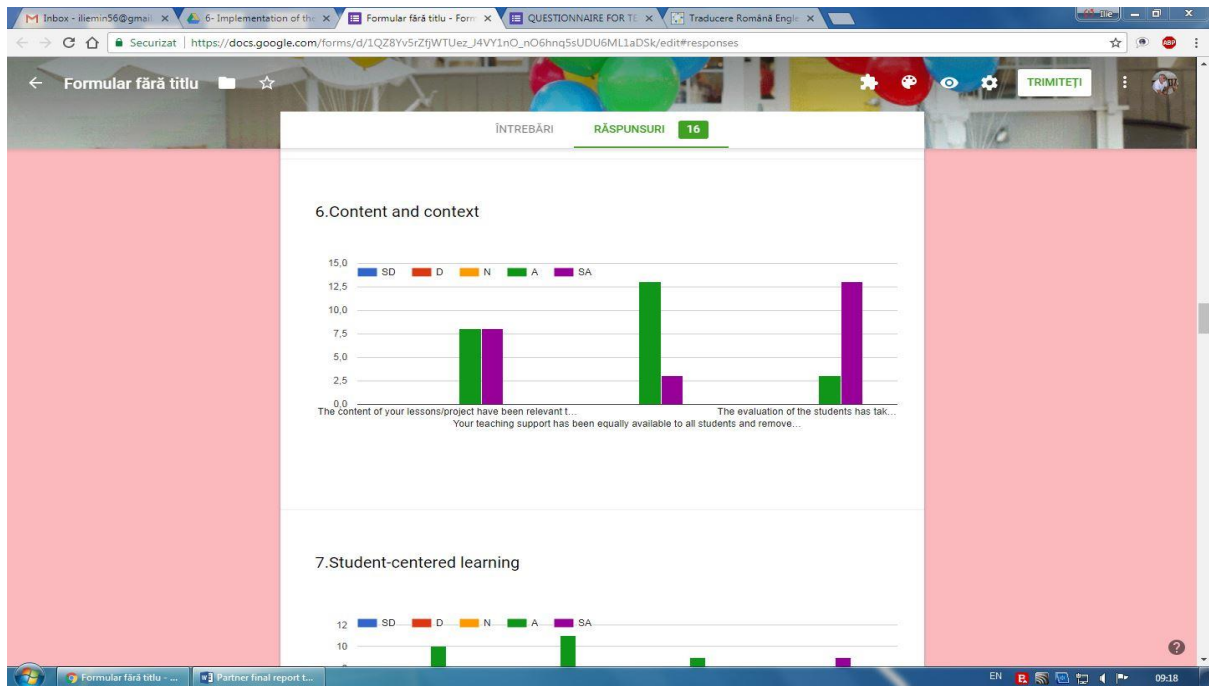 Inbox - iliemin56@gmail
6- Implementation of the
Formular fără titlu - Form
QUESTIONNAIRE FOR TE
Traducere Română Engle
Ilie
Securizat
https://docs.google.com/forms/d/1QZ8Yv5rZfjWTUez_J4VY1nO_nO6hnq5sUDU6ML1aDSk/edit#responses
ABP
Formular fără titlu
TRIMITEȚI
ÎNTREBĂRI
RĂSPUNSURI 16
6.Content and context
SD D N A SA
15,0
12,5
10,0
7,5
5,0
2,5
0,0
The content of your lessons/project have been relevant t...
The evaluation of the students has tak...
Your teaching support has been equally available to all students and remove...
7.Student-centered learning
SD D N A SA
12
10
Formular fără titlu - ...
Partner final report t...
EN
09:18